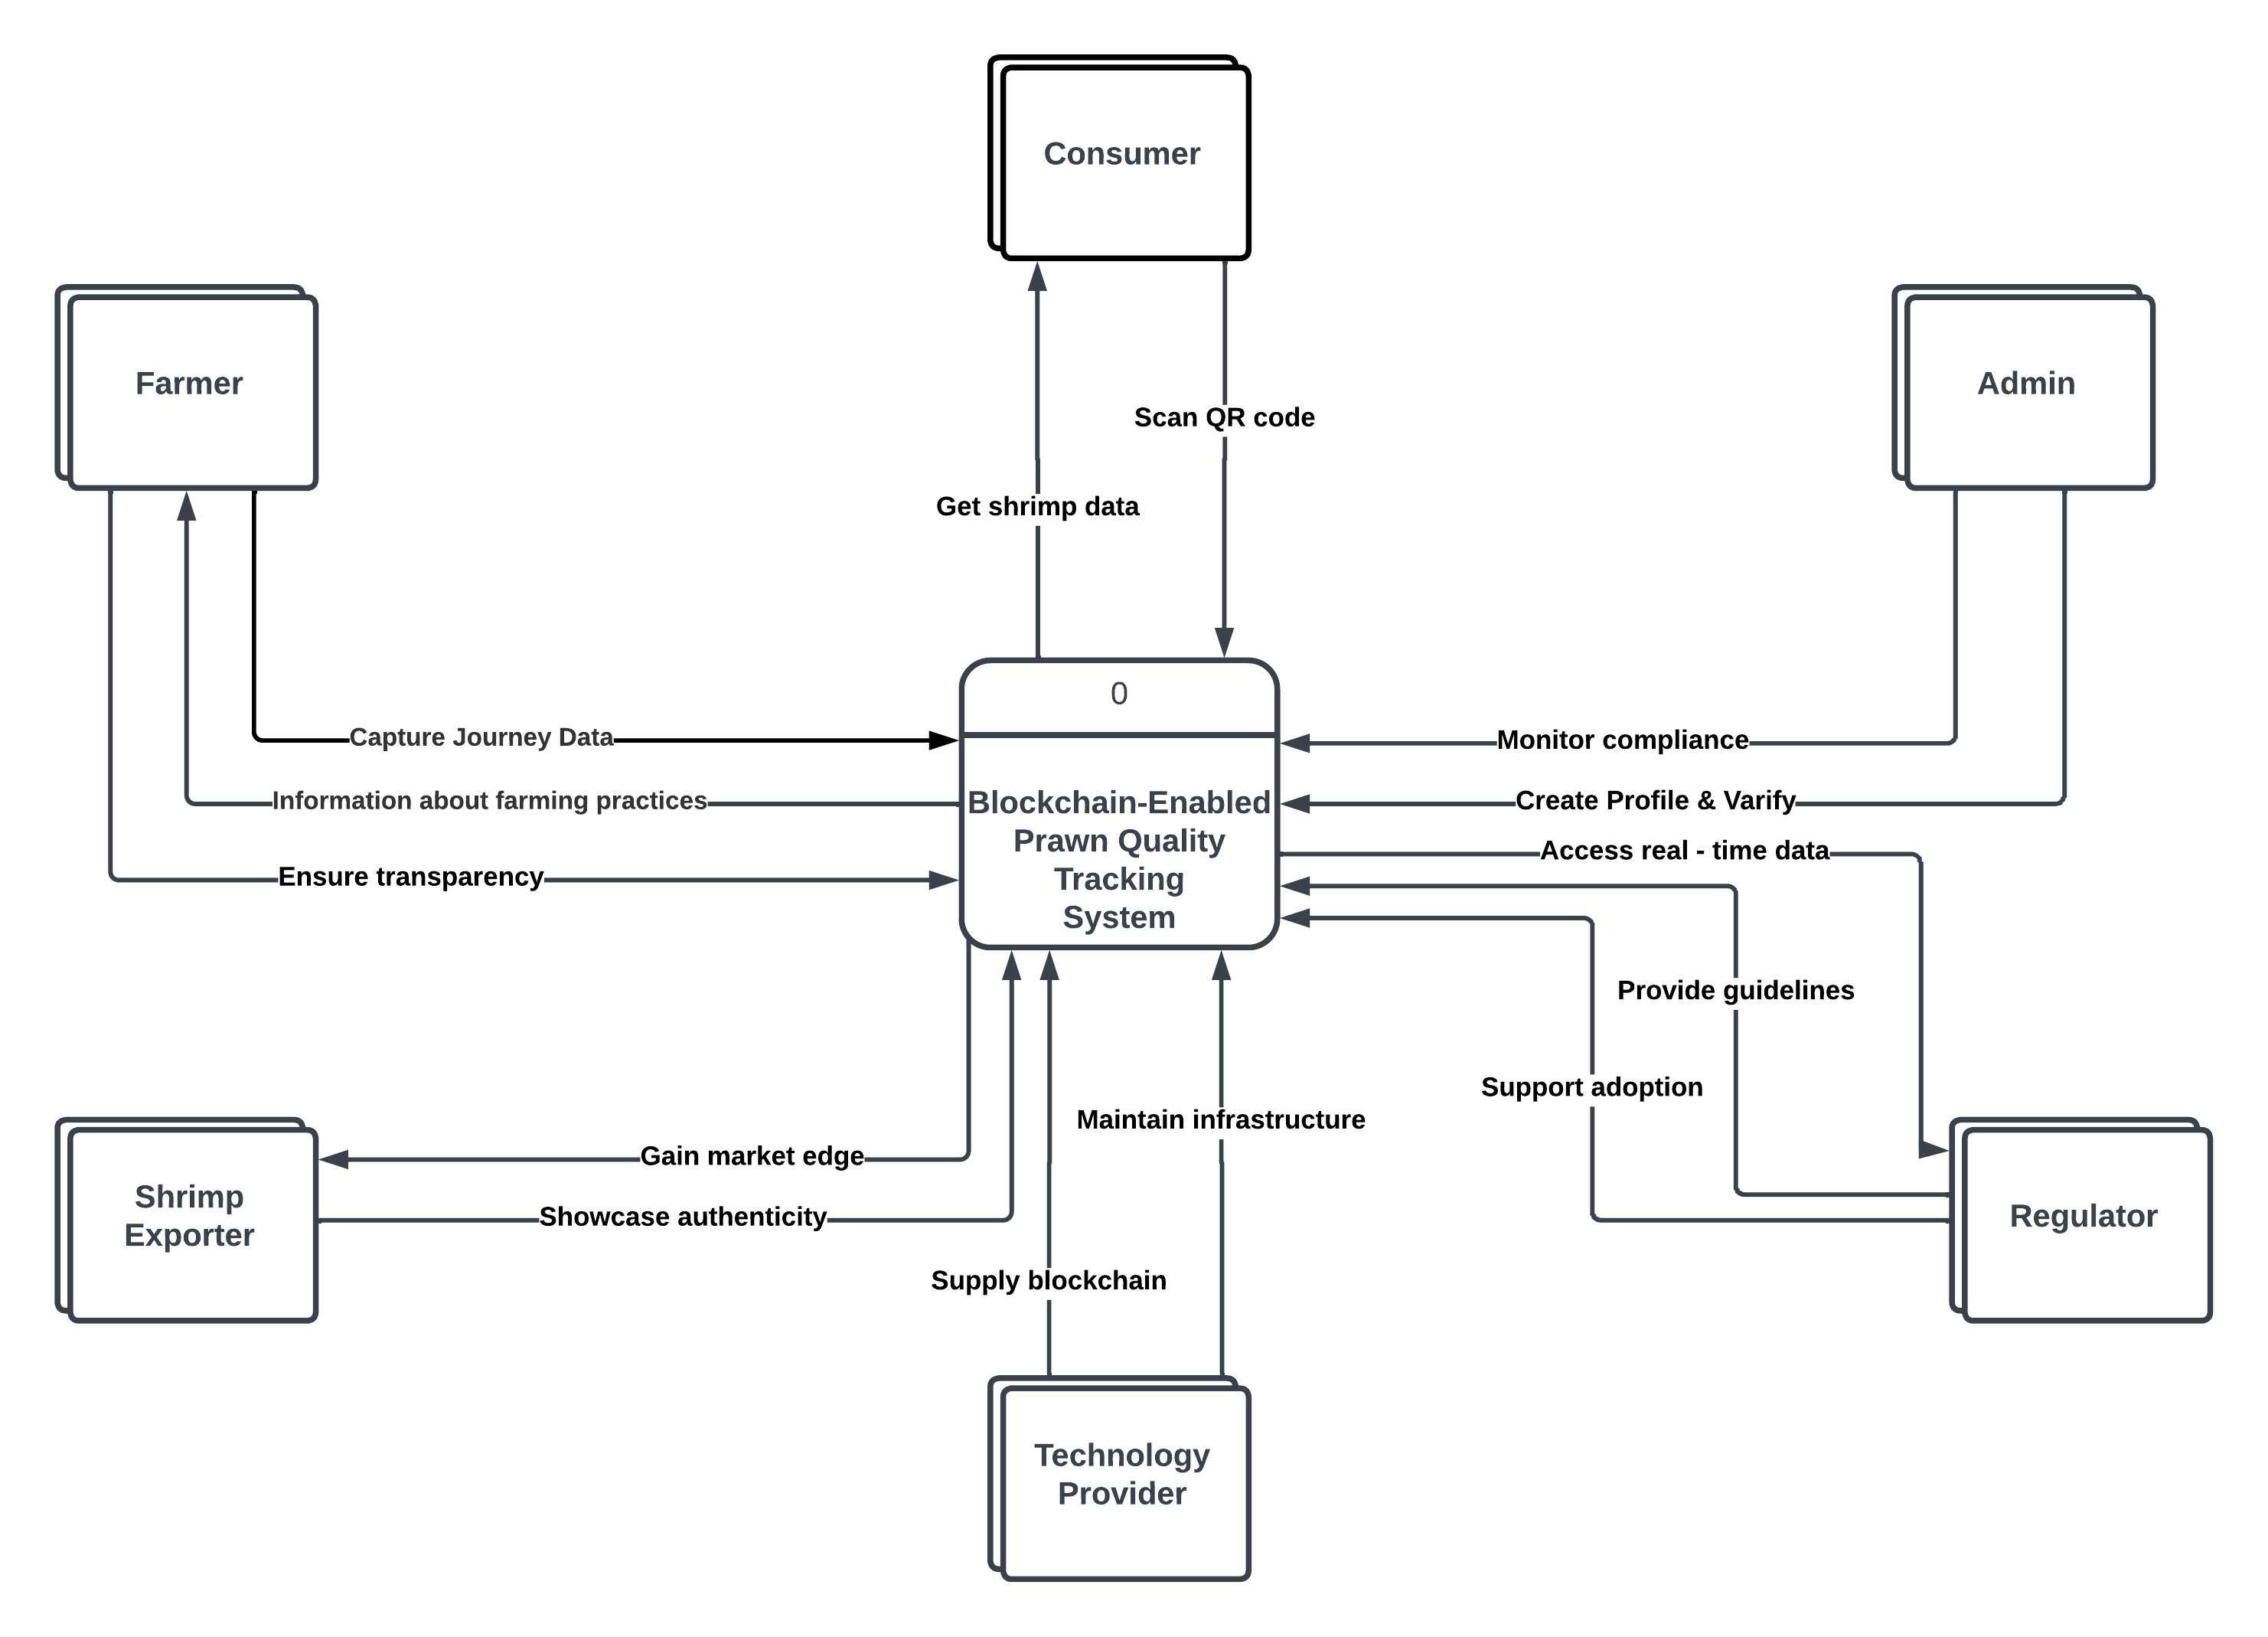 Consumer
Farmer
Admin
Scan QR code
Get shrimp data
0
Capture Journey Data
Monitor compliance
Information about farming practices
Blockchain-Enabled
Prawn Quality
Tracking
System
Create Profile & Varify
Access real - time data
Ensure transparency
Provide guidelines
Support adoption
Maintain infrastructure
Gain market edge
Shrimp
Exporter
Showcase authenticity
Regulator
Supply blockchain
Technology
Provider